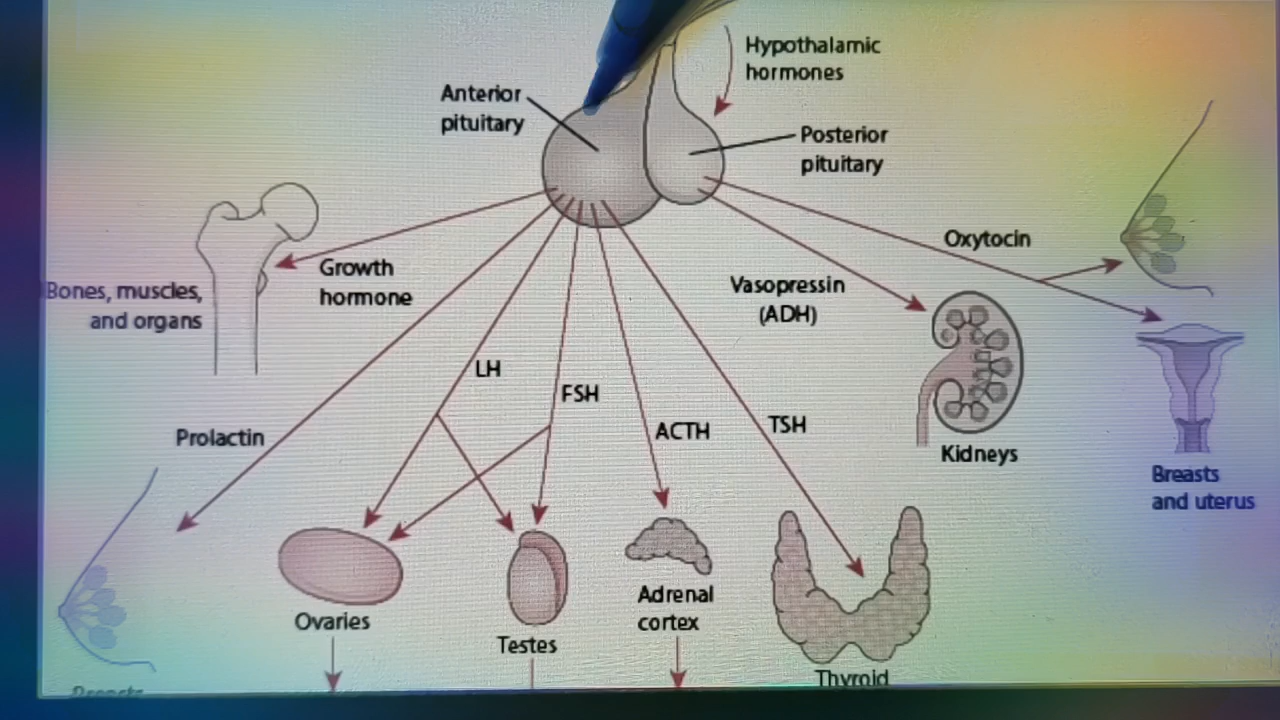 Hypothalamic
hormones
Anterior
pituitary
Posterior
pituitary
Oxytocin
Growth
hormone
Vasopressin
(ADH)
Bones, muscles,
and organs
LH
FSH
ACTH
TSH
Prolactin
Kidneys
Breasts
and uterus
Ovaries
Testes
Adrenal
cortex
Thyroid
Breasts